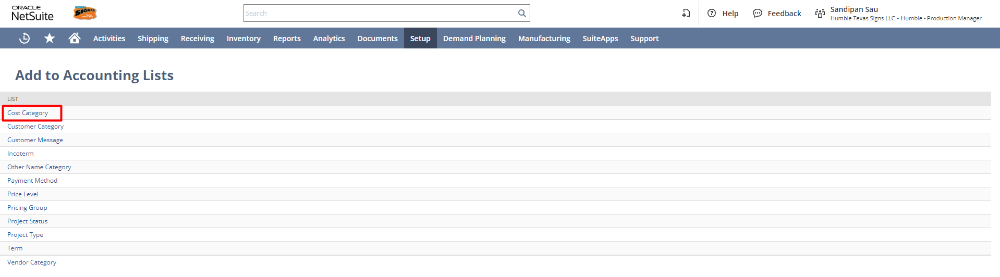 ORACLE
NetSuite
SIGN CO
Search
Help
Feedback
Sandipan Sau
Humble Texas Signs LLC - Humble - Production Manager
Activities Shipping Receiving Inventory Reports Analytics Documents Setup Demand Planning Manufacturing SuiteApps Support
Add to Accounting Lists
LIST
Cost Category
Customer Category
Customer Message
Incoterm
Other Name Category
Payment Method
Price Level
Pricing Group
Project Status
Project Type
Term
Vendor Category